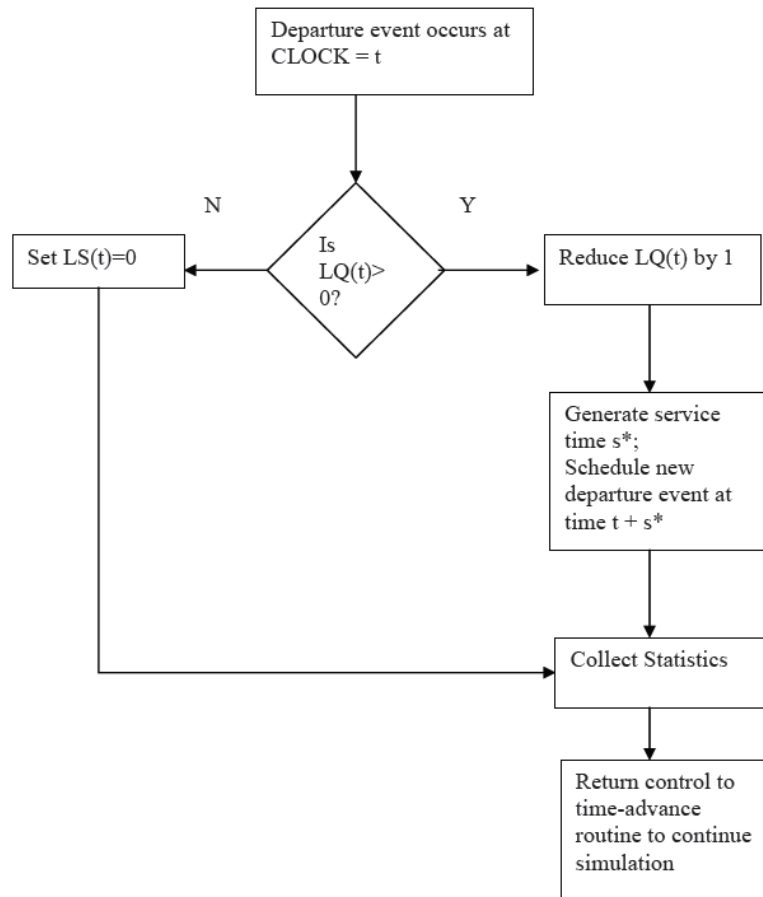 Departure event occurs at
CLOCK = t
N
Y
Set LS(t)=0
Is
LQ(t)>
0?
Reduce LQ(t) by 1
Generate service
time s*;
Schedule new
departure event at
time t + s*
Collect Statistics
Return control to
time-advance
routine to continue
simulation